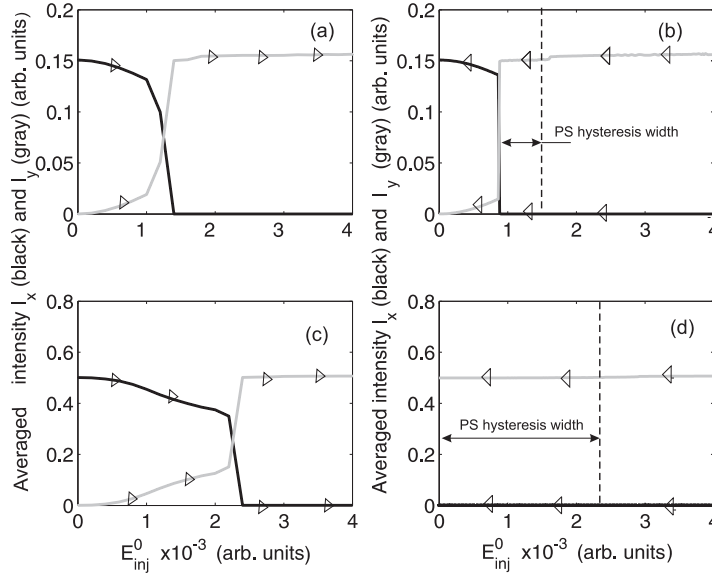 (a)
0.2
0.15
0.1
0.05
0
0 1 2 3 4
(b)
0.2
0.15
0.1
0.05
0
0 1 2 3 4
PS hysteresis width
(c)
0.8
0.6
0.4
0.2
0
0 1 2 3 4
(d)
0.8
0.6
0.4
0.2
0
0 1 2 3 4
PS hysteresis width
Averaged intensity I_x (black) and I_y (gray) (arb. units)
Averaged intensity I_x (black) and I_y (gray) (arb. units)
E^0_inj x10^-3 (arb. units)
E^0_inj x10^-3 (arb. units)